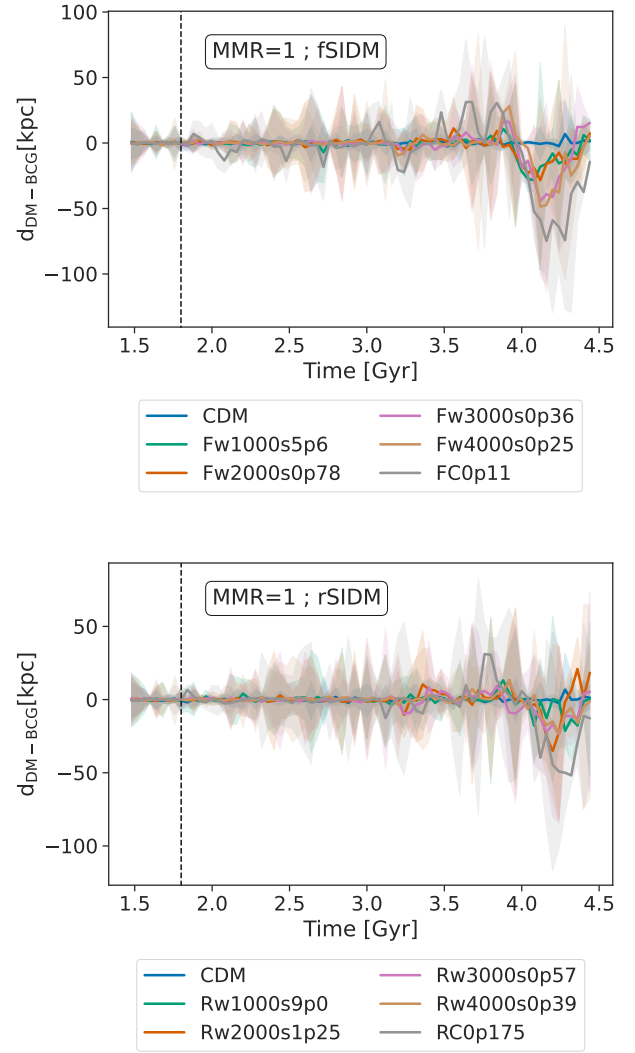 100
50
0
−50
−100
d_DM−BCG[kpc]
MMR=1 ; fSIDM
1.5 2.0 2.5 3.0 3.5 4.0 4.5
Time [Gyr]
CDM Fw3000s0p36
Fw1000s5p6 Fw4000s0p25
Fw2000s0p78 FC0p11
50
0
−50
−100
d_DM−BCG[kpc]
MMR=1 ; rSIDM
1.5 2.0 2.5 3.0 3.5 4.0 4.5
Time [Gyr]
CDM Rw3000s0p57
Rw1000s9p0 Rw4000s0p39
Rw2000s1p25 RC0p175